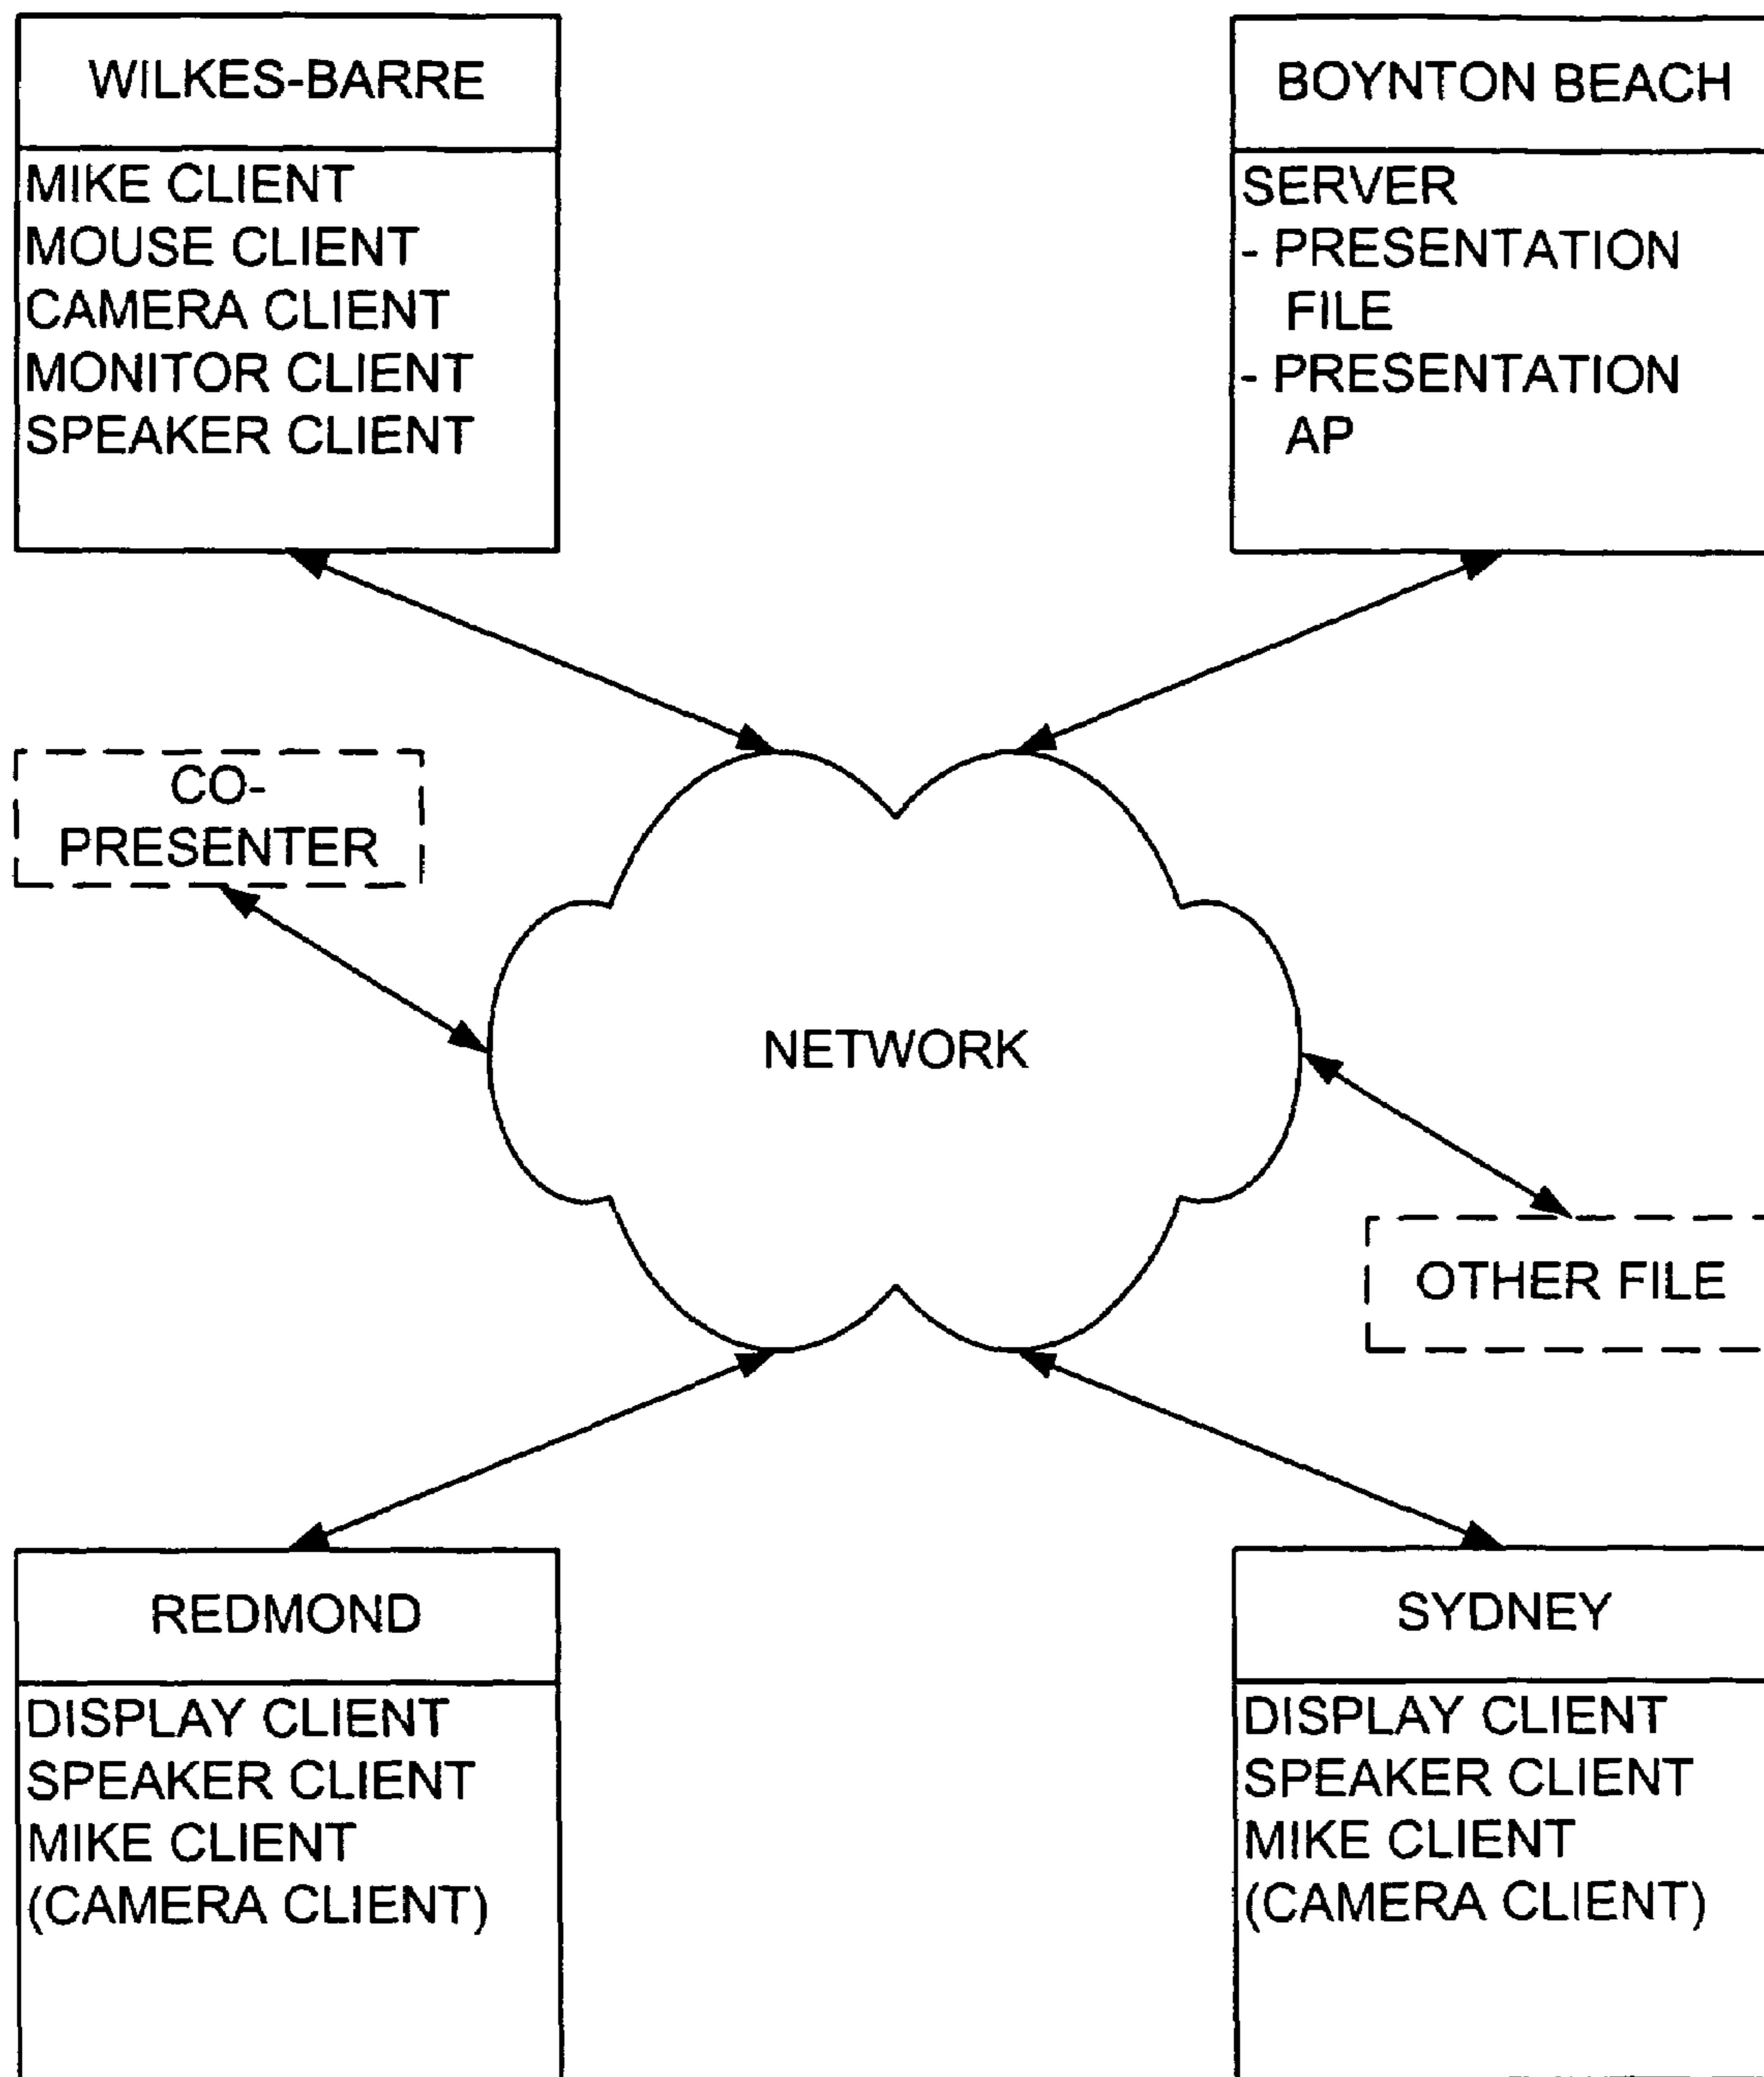 WILKES-BARRE
MIKE CLIENT
MOUSE CLIENT
CAMERA CLIENT
MONITOR CLIENT
SPEAKER CLIENT
BOYNTON BEACH
SERVER
- PRESENTATION
FILE
- PRESENTATION
AP
CO-
PRESENTER
NETWORK
OTHER FILE
REDMOND
DISPLAY CLIENT
SPEAKER CLIENT
MIKE CLIENT
(CAMERA CLIENT)
SYDNEY
DISPLAY CLIENT
SPEAKER CLIENT
MIKE CLIENT
(CAMERA CLIENT)